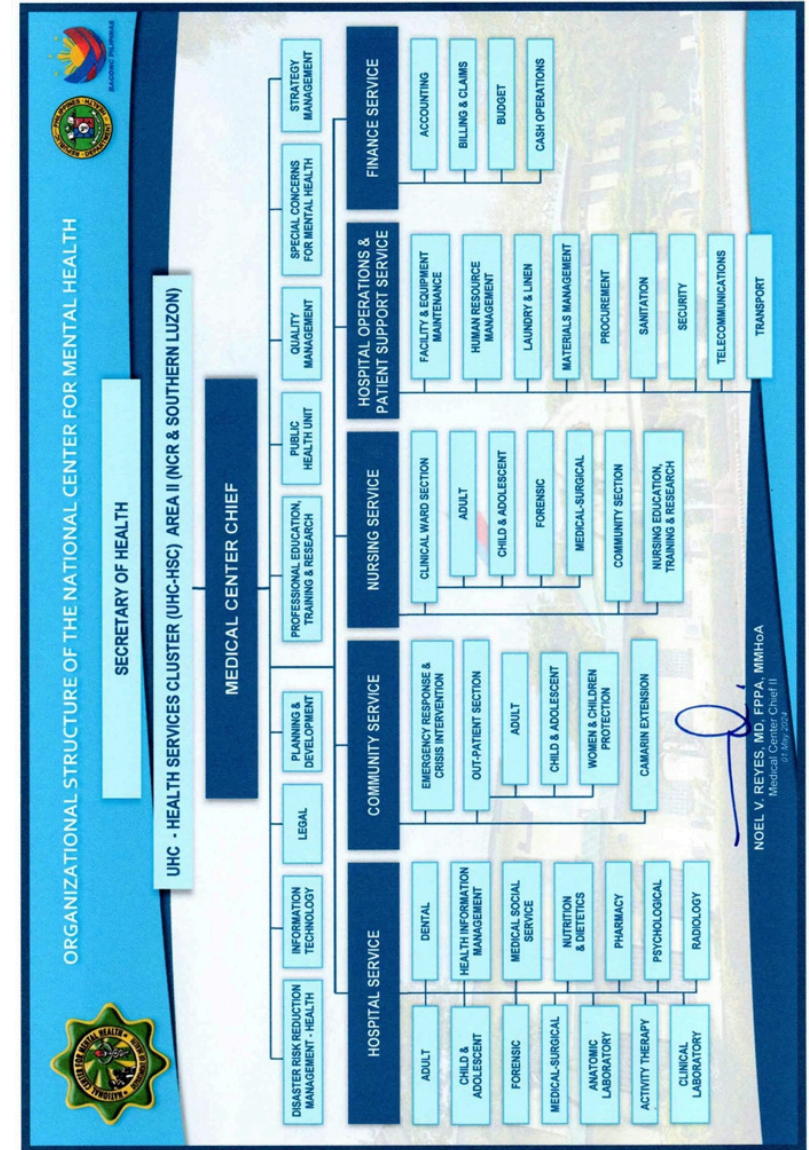 ORGANIZATIONAL STRUCTURE OF THE NATIONAL CENTER FOR MENTAL HEALTH
NATIONAL CENTER FOR MENTAL HEALTH
BAGONG PILIPINAS
SECRETARY OF HEALTH
UHC - HEALTH SERVICES CLUSTER (UHC-HSC) AREA II (NCR & SOUTHERN LUZON)
MEDICAL CENTER CHIEF
DISASTER RISK REDUCTION
MANAGEMENT - HEALTH
INFORMATION
TECHNOLOGY
LEGAL
PLANNING &
DEVELOPMENT
PROFESSIONAL EDUCATION,
TRAINING & RESEARCH
PUBLIC
HEALTH UNIT
QUALITY
MANAGEMENT
SPECIAL CONCERNS
FOR MENTAL HEALTH
STRATEGY
MANAGEMENT
HOSPITAL SERVICE
ADULT
CHILD &
ADOLESCENT
FORENSIC
MEDICAL-SURGICAL
ANATOMIC
LABORATORY
ACTIVITY THERAPY
CLINICAL
LABORATORY
DENTAL
HEALTH INFORMATION
MANAGEMENT
MEDICAL SOCIAL
SERVICE
NUTRITION
& DIETETICS
PHARMACY
PSYCHOLOGICAL
RADIOLOGY
COMMUNITY SERVICE
EMERGENCY RESPONSE &
CRISIS INTERVENTION
OUT-PATIENT SECTION
ADULT
CHILD & ADOLESCENT
WOMEN & CHILDREN
PROTECTION
CAMARIN EXTENSION
NURSING SERVICE
CLINICAL WARD SECTION
ADULT
CHILD & ADOLESCENT
FORENSIC
MEDICAL-SURGICAL
COMMUNITY SECTION
NURSING EDUCATION,
TRAINING & RESEARCH
HOSPITAL OPERATIONS &
PATIENT SUPPORT SERVICE
FACILITY & EQUIPMENT
MAINTENANCE
HUMAN RESOURCE
MANAGEMENT
LAUNDRY & LINEN
MATERIALS MANAGEMENT
PROCUREMENT
SANITATION
SECURITY
TELECOMMUNICATIONS
TRANSPORT
FINANCE SERVICE
ACCOUNTING
BILLING & CLAIMS
BUDGET
CASH OPERATIONS
NOEL V. REYES, MD, FPPA, MMHoA
Medical Center Chief II
01 May 2024